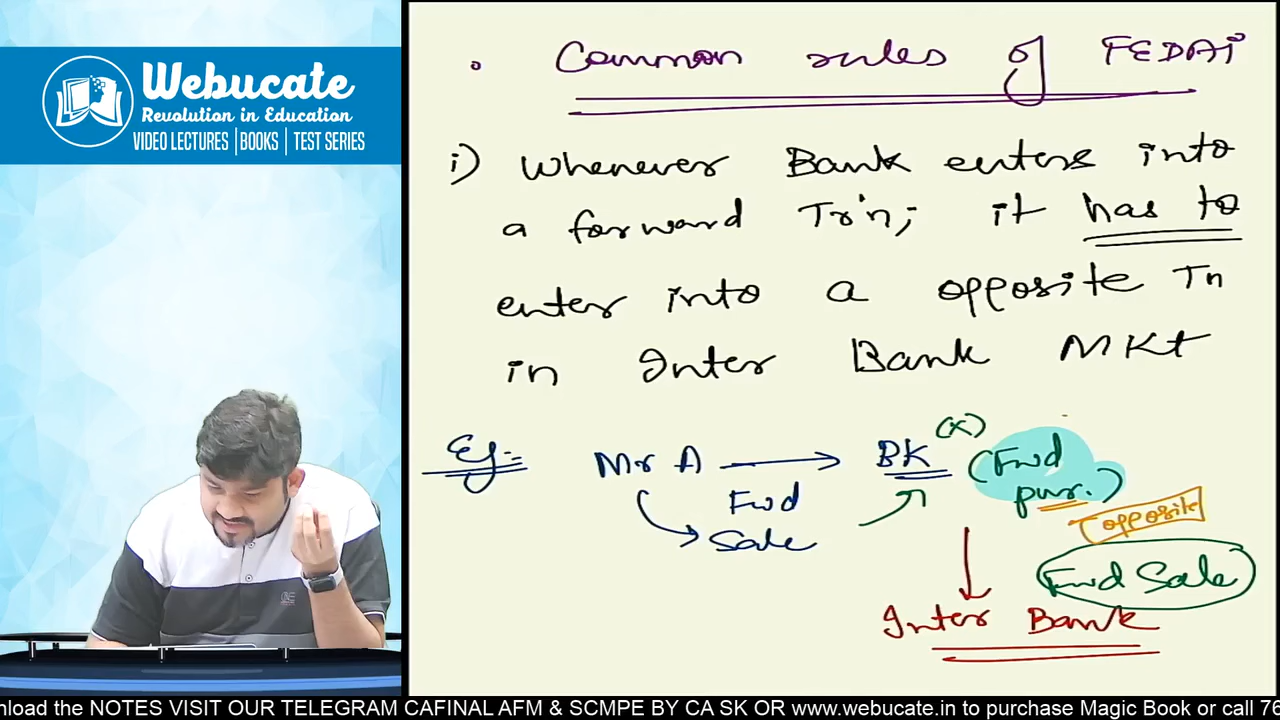 Webucate
Revolution in Education
VIDEO LECTURES | BOOKS | TEST SERIES
. Common rules of FEDAi
i) Whenever Bank enters into
a forward Tr'n; it has to
enter into a opposite Tn
in Inter Bank MKt
Eg:- Mr A → BK (x) (Fwd pur.)
Fwd
Sale
opposite
Fwd Sale
Inter Bank
nload the NOTES VISIT OUR TELEGRAM CAFINAL AFM & SCMPE BY CA SK OR www.webucate.in to purchase Magic Book or call 76